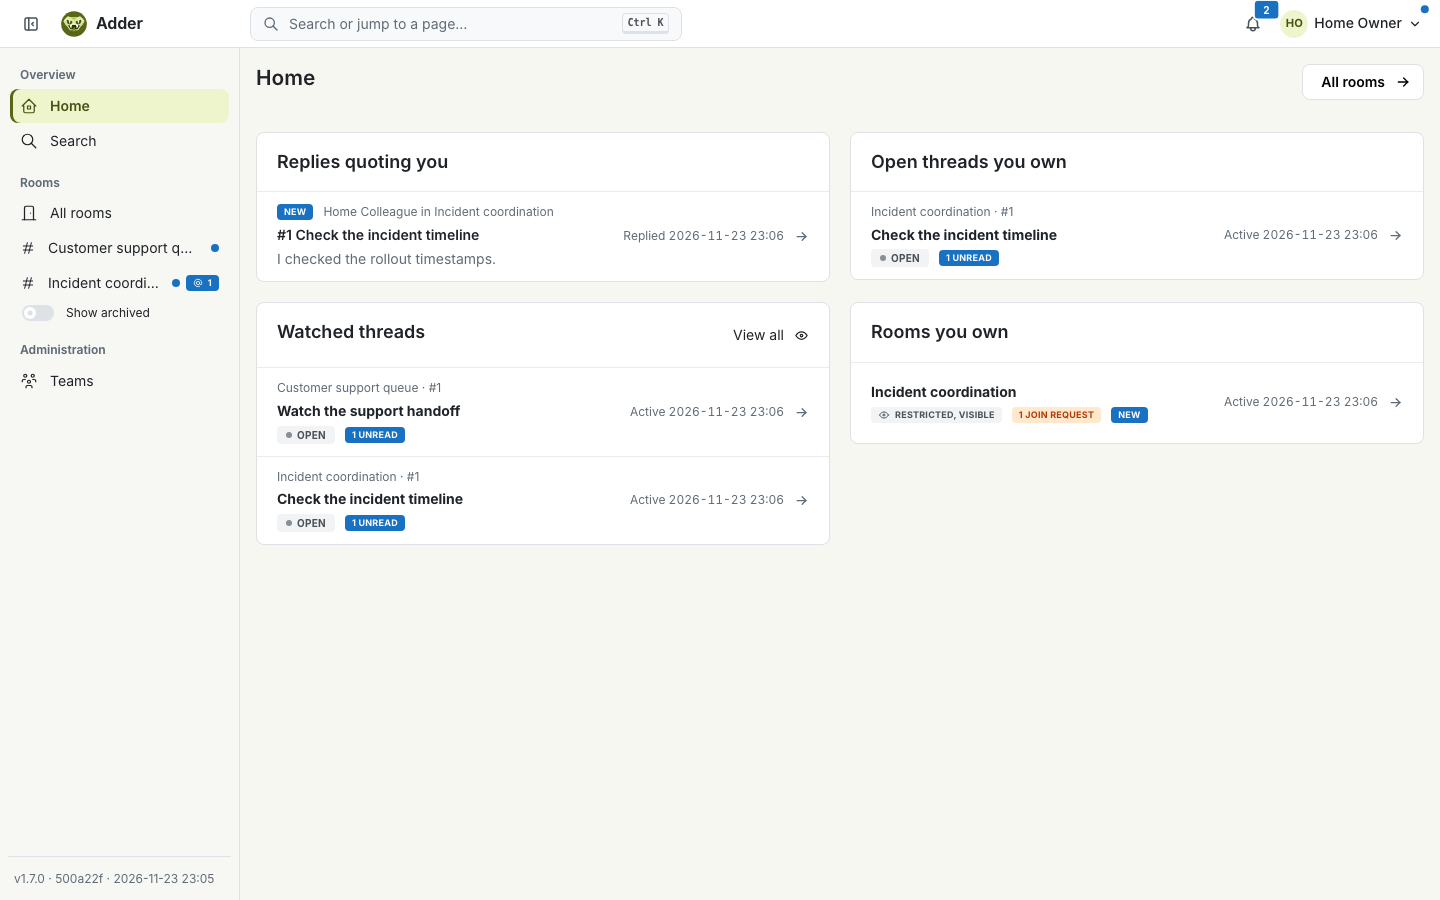 Adder
Search or jump to a page...
Ctrl K
2
HO
Home Owner
Overview
Home
Search
Rooms
All rooms
# Customer support q...
# Incident coordi...
@ 1
Show archived
Administration
Teams
v1.7.0 · 500a22f · 2026-11-23 23:05
Home
All rooms
Replies quoting you
NEW Home Colleague in Incident coordination
#1 Check the incident timeline
Replied 2026-11-23 23:06
I checked the rollout timestamps.
Open threads you own
Incident coordination · #1
Check the incident timeline
Active 2026-11-23 23:06
OPEN 1 UNREAD
Watched threads
View all
Customer support queue · #1
Watch the support handoff
Active 2026-11-23 23:06
OPEN 1 UNREAD
Incident coordination · #1
Check the incident timeline
Active 2026-11-23 23:06
OPEN 1 UNREAD
Rooms you own
Incident coordination
Active 2026-11-23 23:06
RESTRICTED, VISIBLE 1 JOIN REQUEST NEW